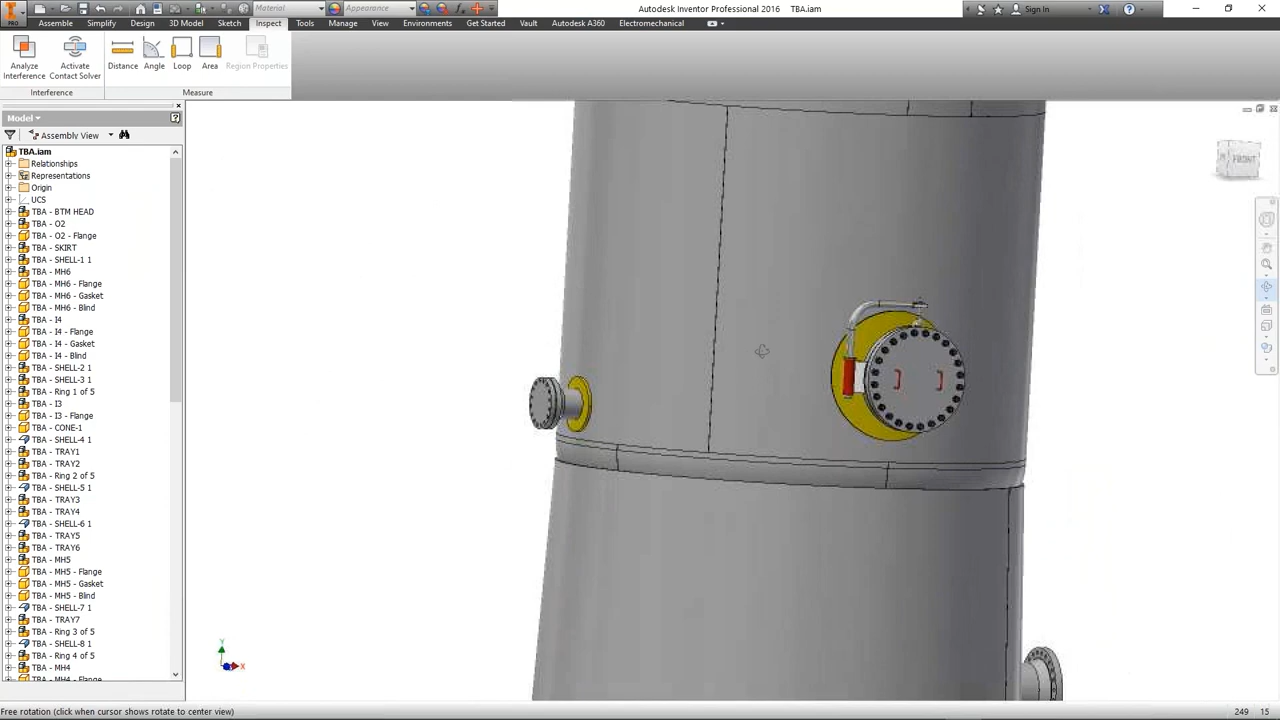 Material
Appearance
Autodesk Inventor Professional 2016 TBA.iam
Sign In
PRO
Assemble Simplify Design 3D Model Sketch Inspect Tools Manage View Environments Get Started Vault Autodesk A360 Electromechanical
Analyze Interference
Activate Contact Solver
Distance Angle Loop Area Region Properties
Interference
Measure
Model
Assembly View
TBA.iam
Relationships
Representations
Origin
UCS
TBA - BTM HEAD
TBA - O2
TBA - O2 - Flange
TBA - SKIRT
TBA - SHELL-1 1
TBA - MH6
TBA - MH6 - Flange
TBA - MH6 - Gasket
TBA - MH6 - Blind
TBA - I4
TBA - I4 - Flange
TBA - I4 - Gasket
TBA - I4 - Blind
TBA - SHELL-2 1
TBA - SHELL-3 1
TBA - Ring 1 of 5
TBA - I3
TBA - I3 - Flange
TBA - CONE-1
TBA - SHELL-4 1
TBA - TRAY1
TBA - TRAY2
TBA - Ring 2 of 5
TBA - SHELL-5 1
TBA - TRAY3
TBA - TRAY4
TBA - SHELL-6 1
TBA - TRAY5
TBA - TRAY6
TBA - MH5
TBA - MH5 - Flange
TBA - MH5 - Gasket
TBA - MH5 - Blind
TBA - SHELL-7 1
TBA - TRAY7
TBA - Ring 3 of 5
TBA - SHELL-8 1
TBA - Ring 4 of 5
TBA - MH4
TBA - MH4 - Flange
FRONT
Y
X
Free rotation (click when cursor shows rotate to center view)
249 15